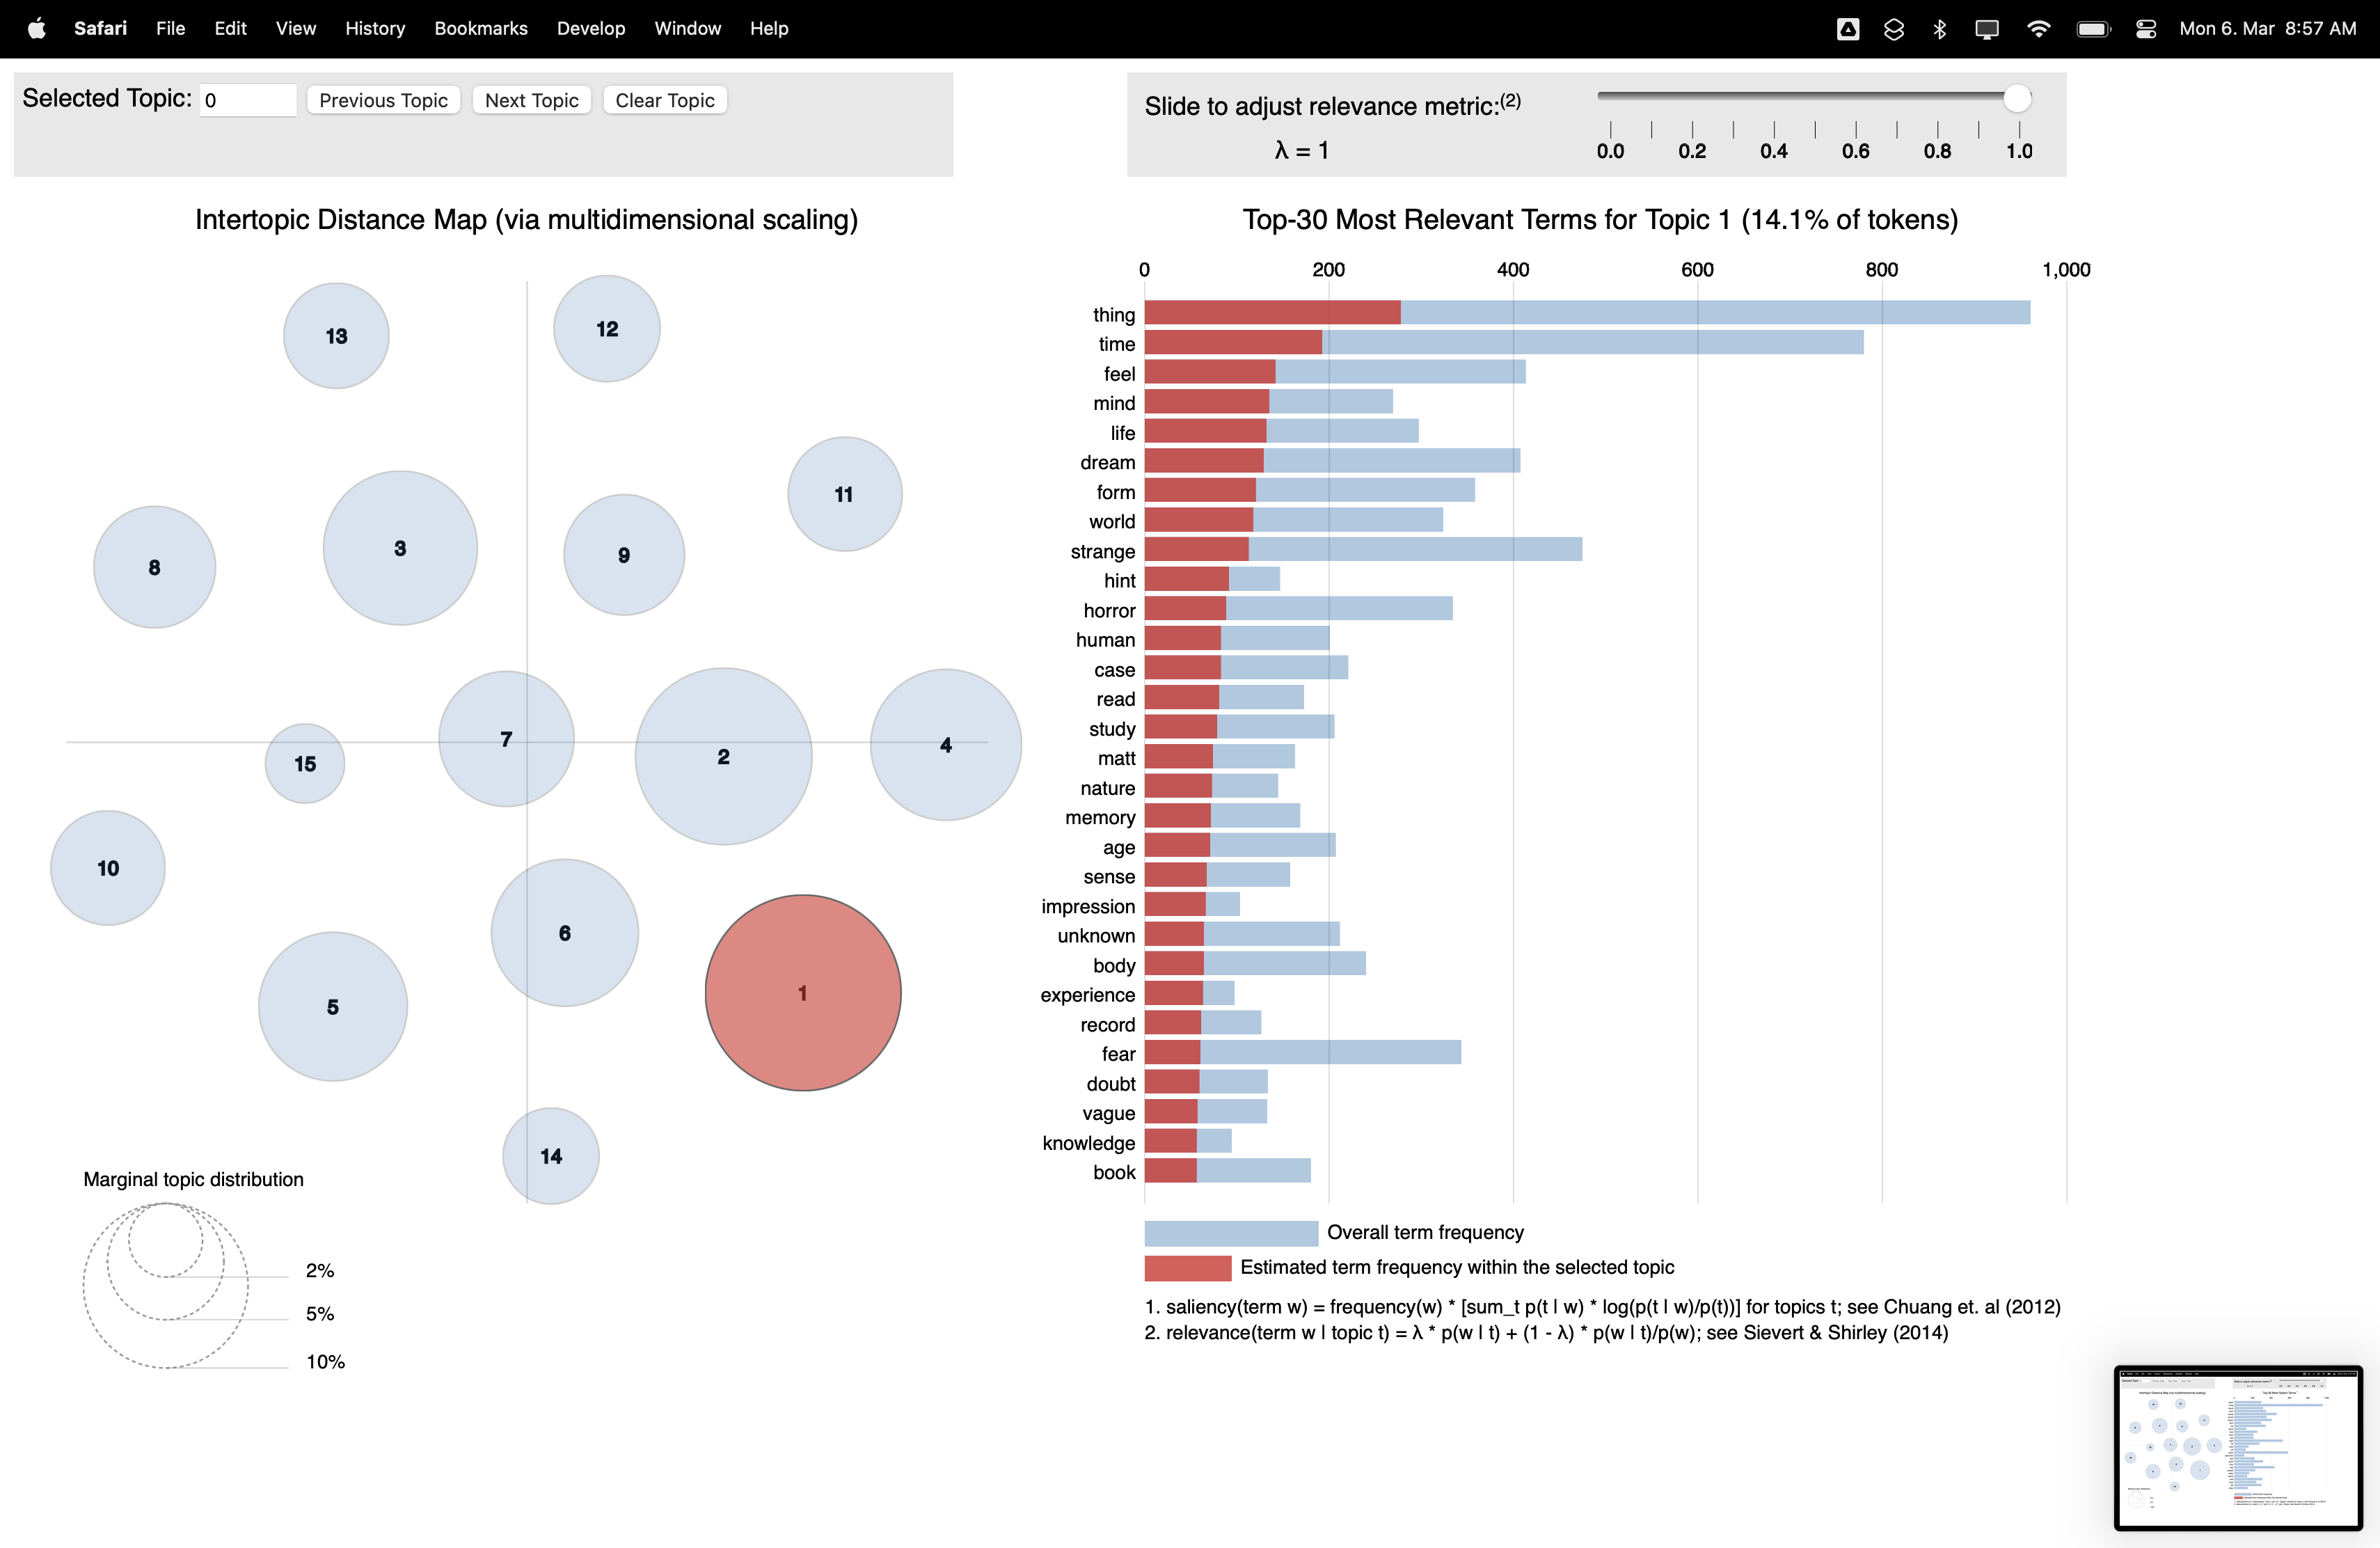 Safari File Edit View History Bookmarks Develop Window Help Mon 6. Mar 8:57 AM
Selected Topic: 0 Previous Topic Next Topic Clear Topic
Slide to adjust relevance metric:(2)
λ = 1
0.0 0.2 0.4 0.6 0.8 1.0
Intertopic Distance Map (via multidimensional scaling)
13
12
11
3
9
8
7
2
4
15
10
6
1
5
14
Marginal topic distribution
2%
5%
10%
Top-30 Most Relevant Terms for Topic 1 (14.1% of tokens)
0 200 400 600 800 1,000
thing
time
feel
mind
life
dream
form
world
strange
hint
horror
human
case
read
study
matt
nature
memory
age
sense
impression
unknown
body
experience
record
fear
doubt
vague
knowledge
book
Overall term frequency
Estimated term frequency within the selected topic
1. saliency(term w) = frequency(w) * [sum_t p(t | w) * log(p(t | w)/p(t))] for topics t; see Chuang et. al (2012)
2. relevance(term w | topic t) = λ * p(w | t) + (1 - λ) * p(w | t)/p(w); see Sievert & Shirley (2014)